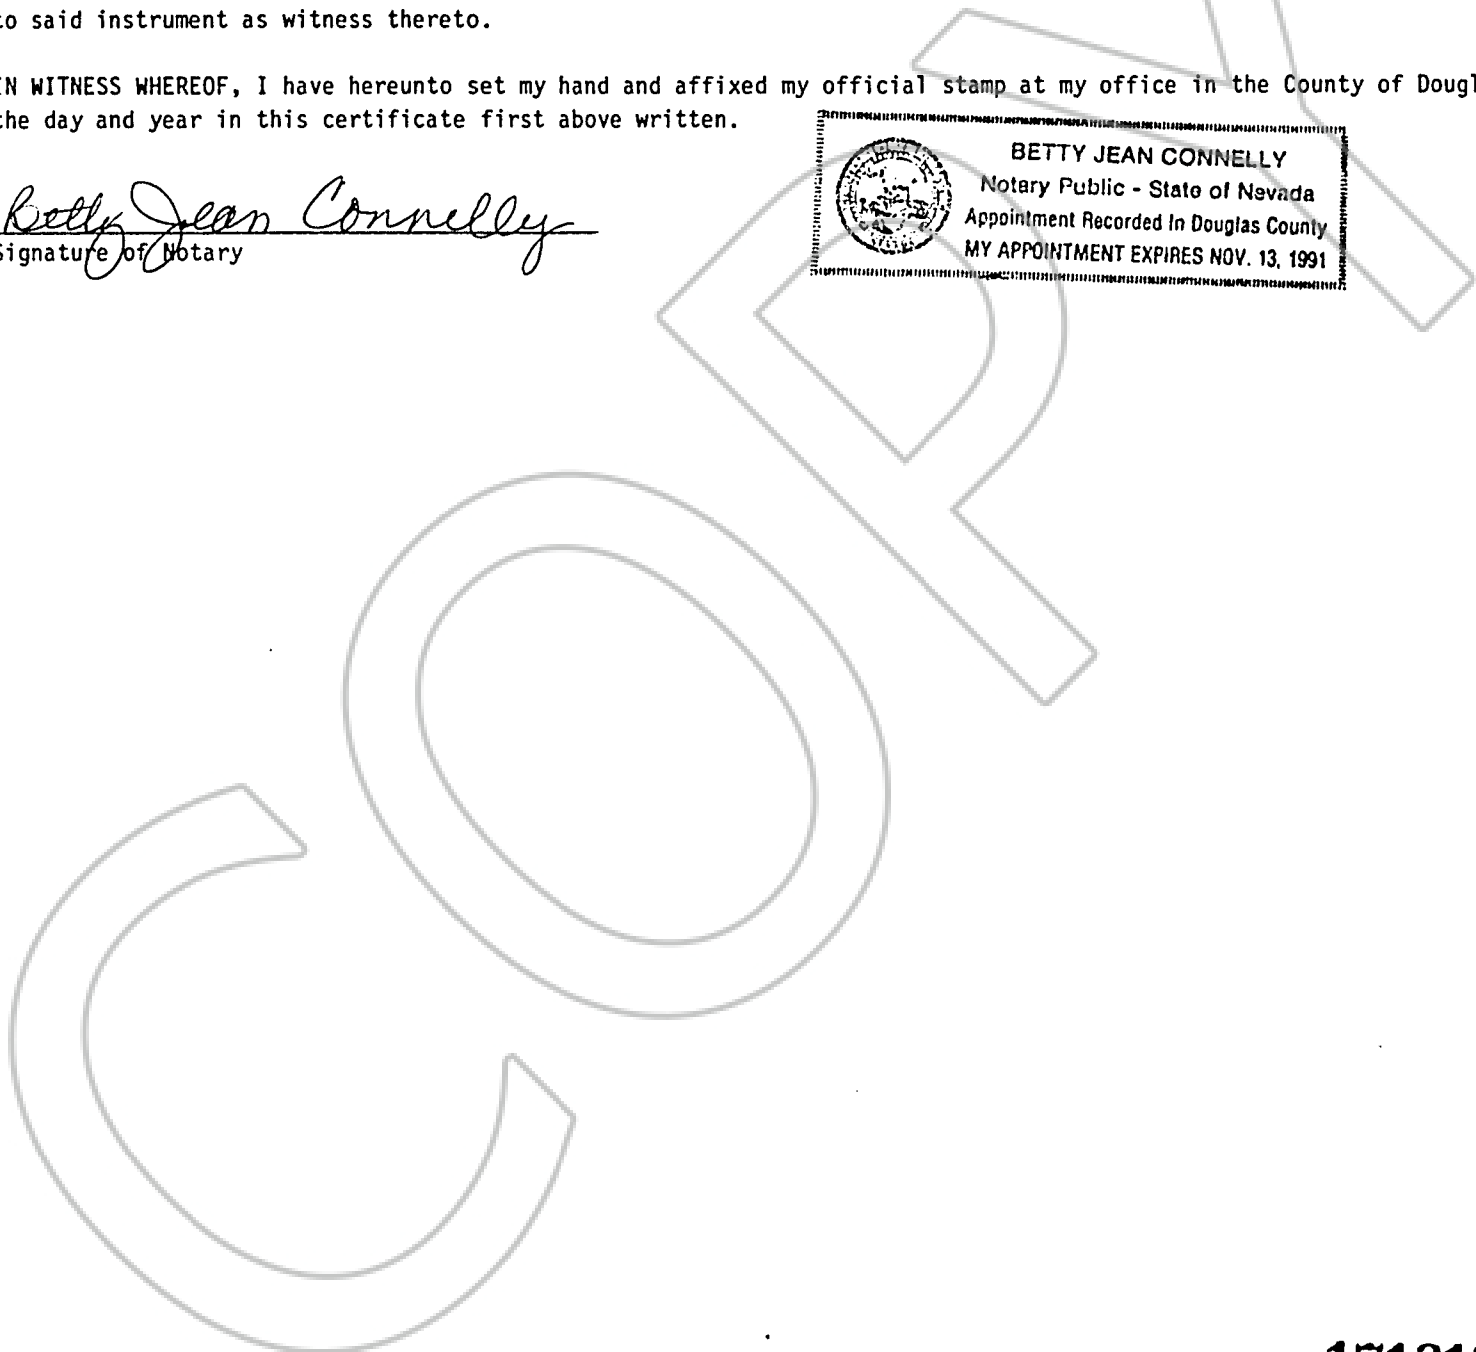 to said instrument as witness thereto.
IN WITNESS WHEREOF, I have hereunto set my hand and affixed my official stamp at my office in the County of Dougl
the day and year in this certificate first above written.
BETTY JEAN CONNELLY
Notary Public - State of Nevada
Appointment Recorded In Douglas County
MY APPOINTMENT EXPIRES NOV. 13, 1991
Betty Jean Connelly
Signature of Notary
COPY